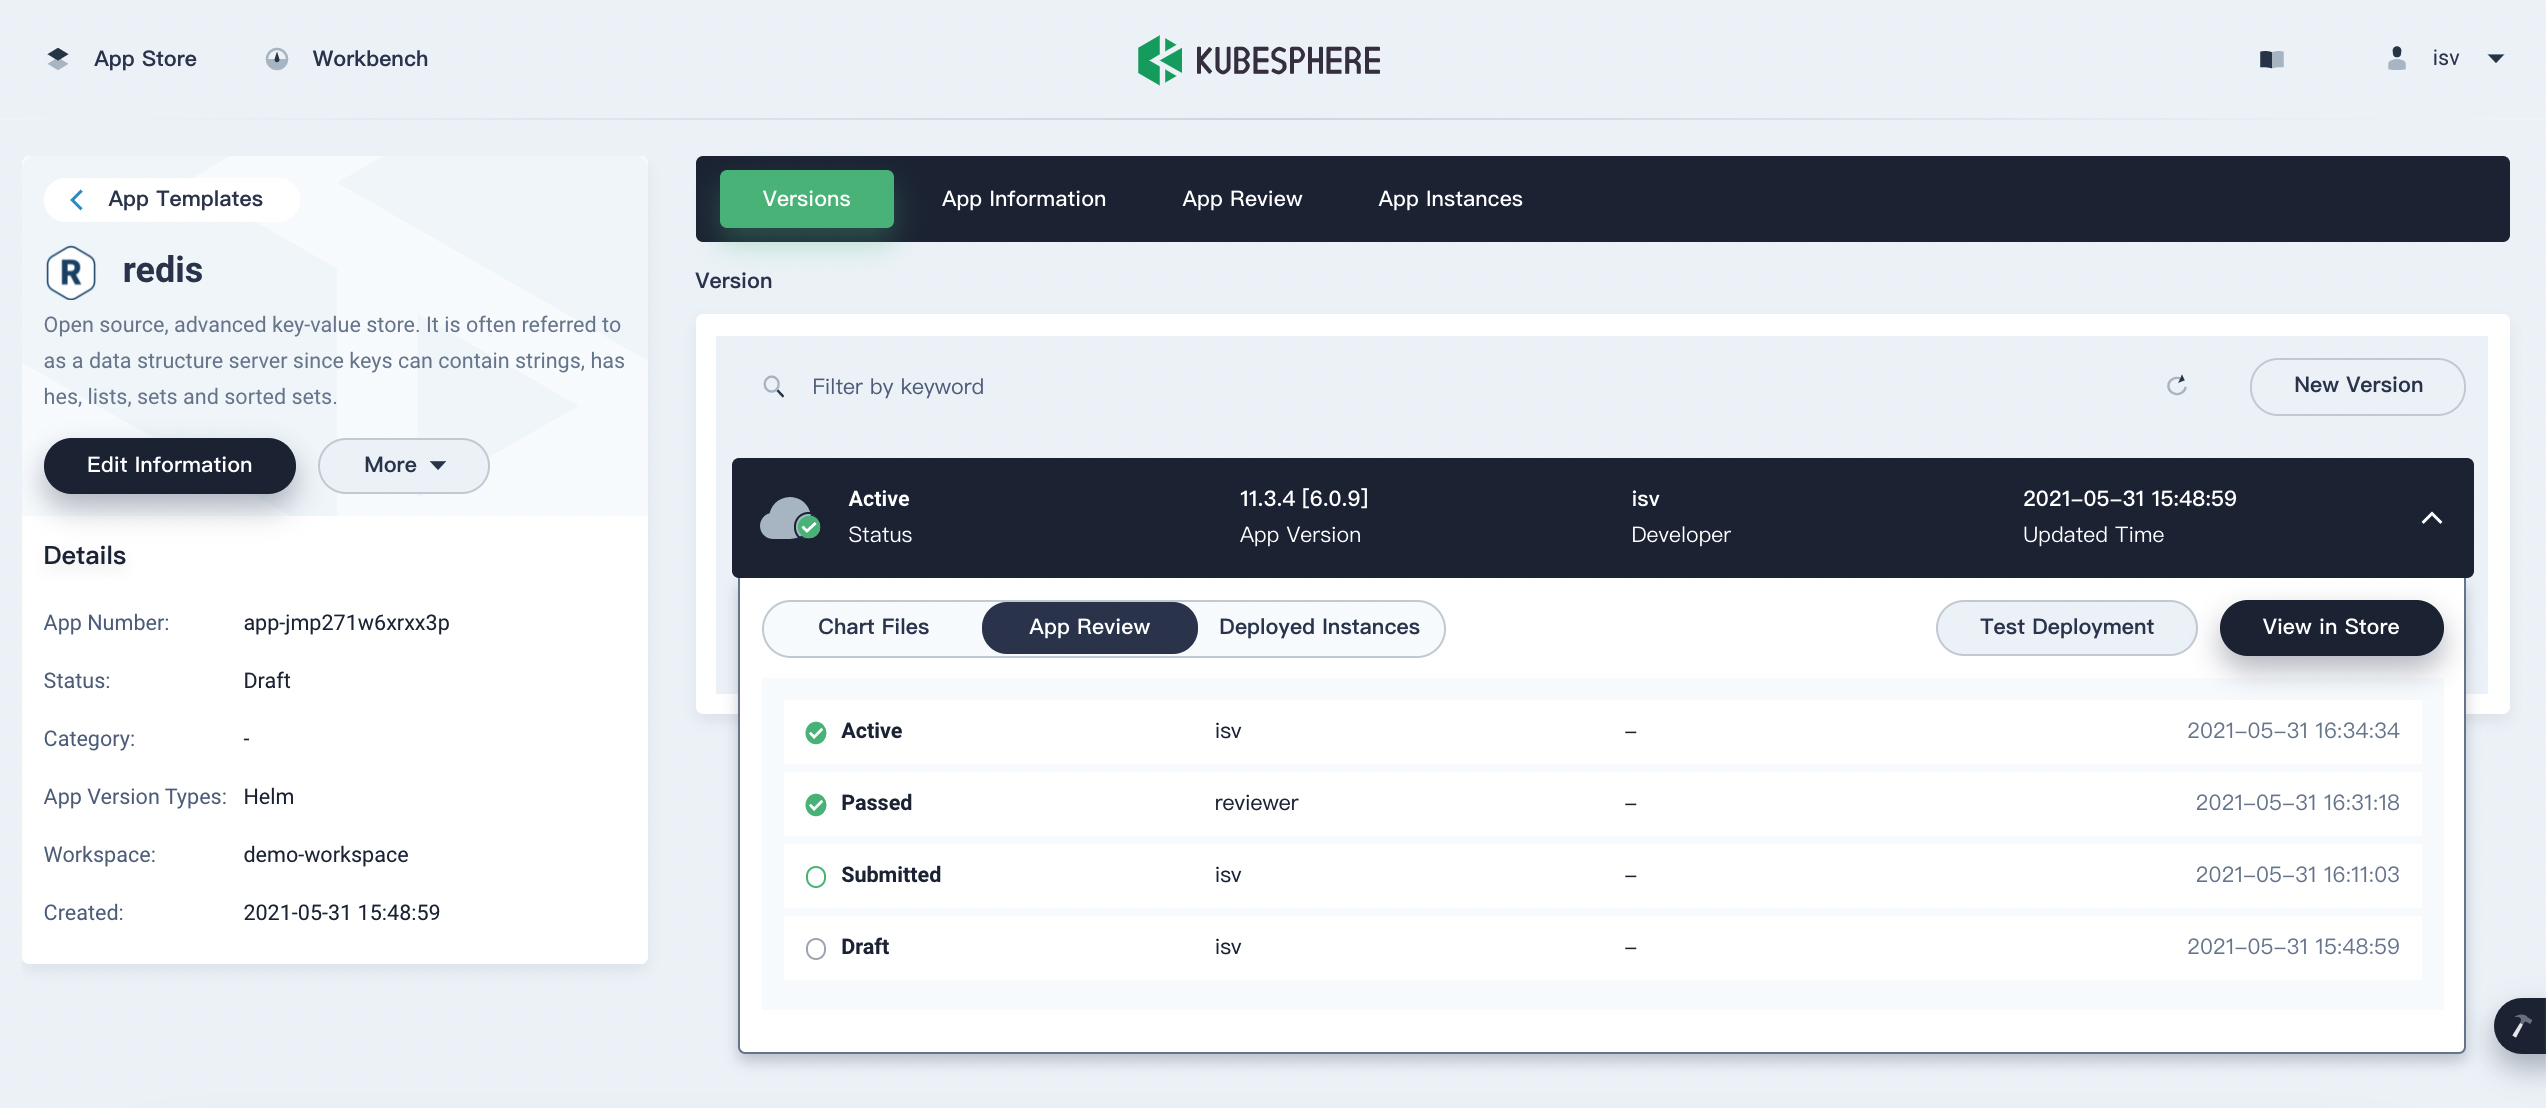 App Store
Workbench
KUBESPHERE
isv
App Templates
R
redis
Open source, advanced key-value store. It is often referred to
as a data structure server since keys can contain strings, has
hes, lists, sets and sorted sets.
Edit Information
More
Details
App Number: app-jmp271w6xrxx3p
Status: Draft
Category: -
App Version Types: Helm
Workspace: demo-workspace
Created: 2021-05-31 15:48:59
Versions
App Information
App Review
App Instances
Version
Filter by keyword
New Version
Active 11.3.4 [6.0.9] isv 2021-05-31 15:48:59
Status App Version Developer Updated Time
Chart Files
App Review
Deployed Instances
Test Deployment
View in Store
Active isv – 2021-05-31 16:34:34
Passed reviewer – 2021-05-31 16:31:18
Submitted isv – 2021-05-31 16:11:03
Draft isv – 2021-05-31 15:48:59